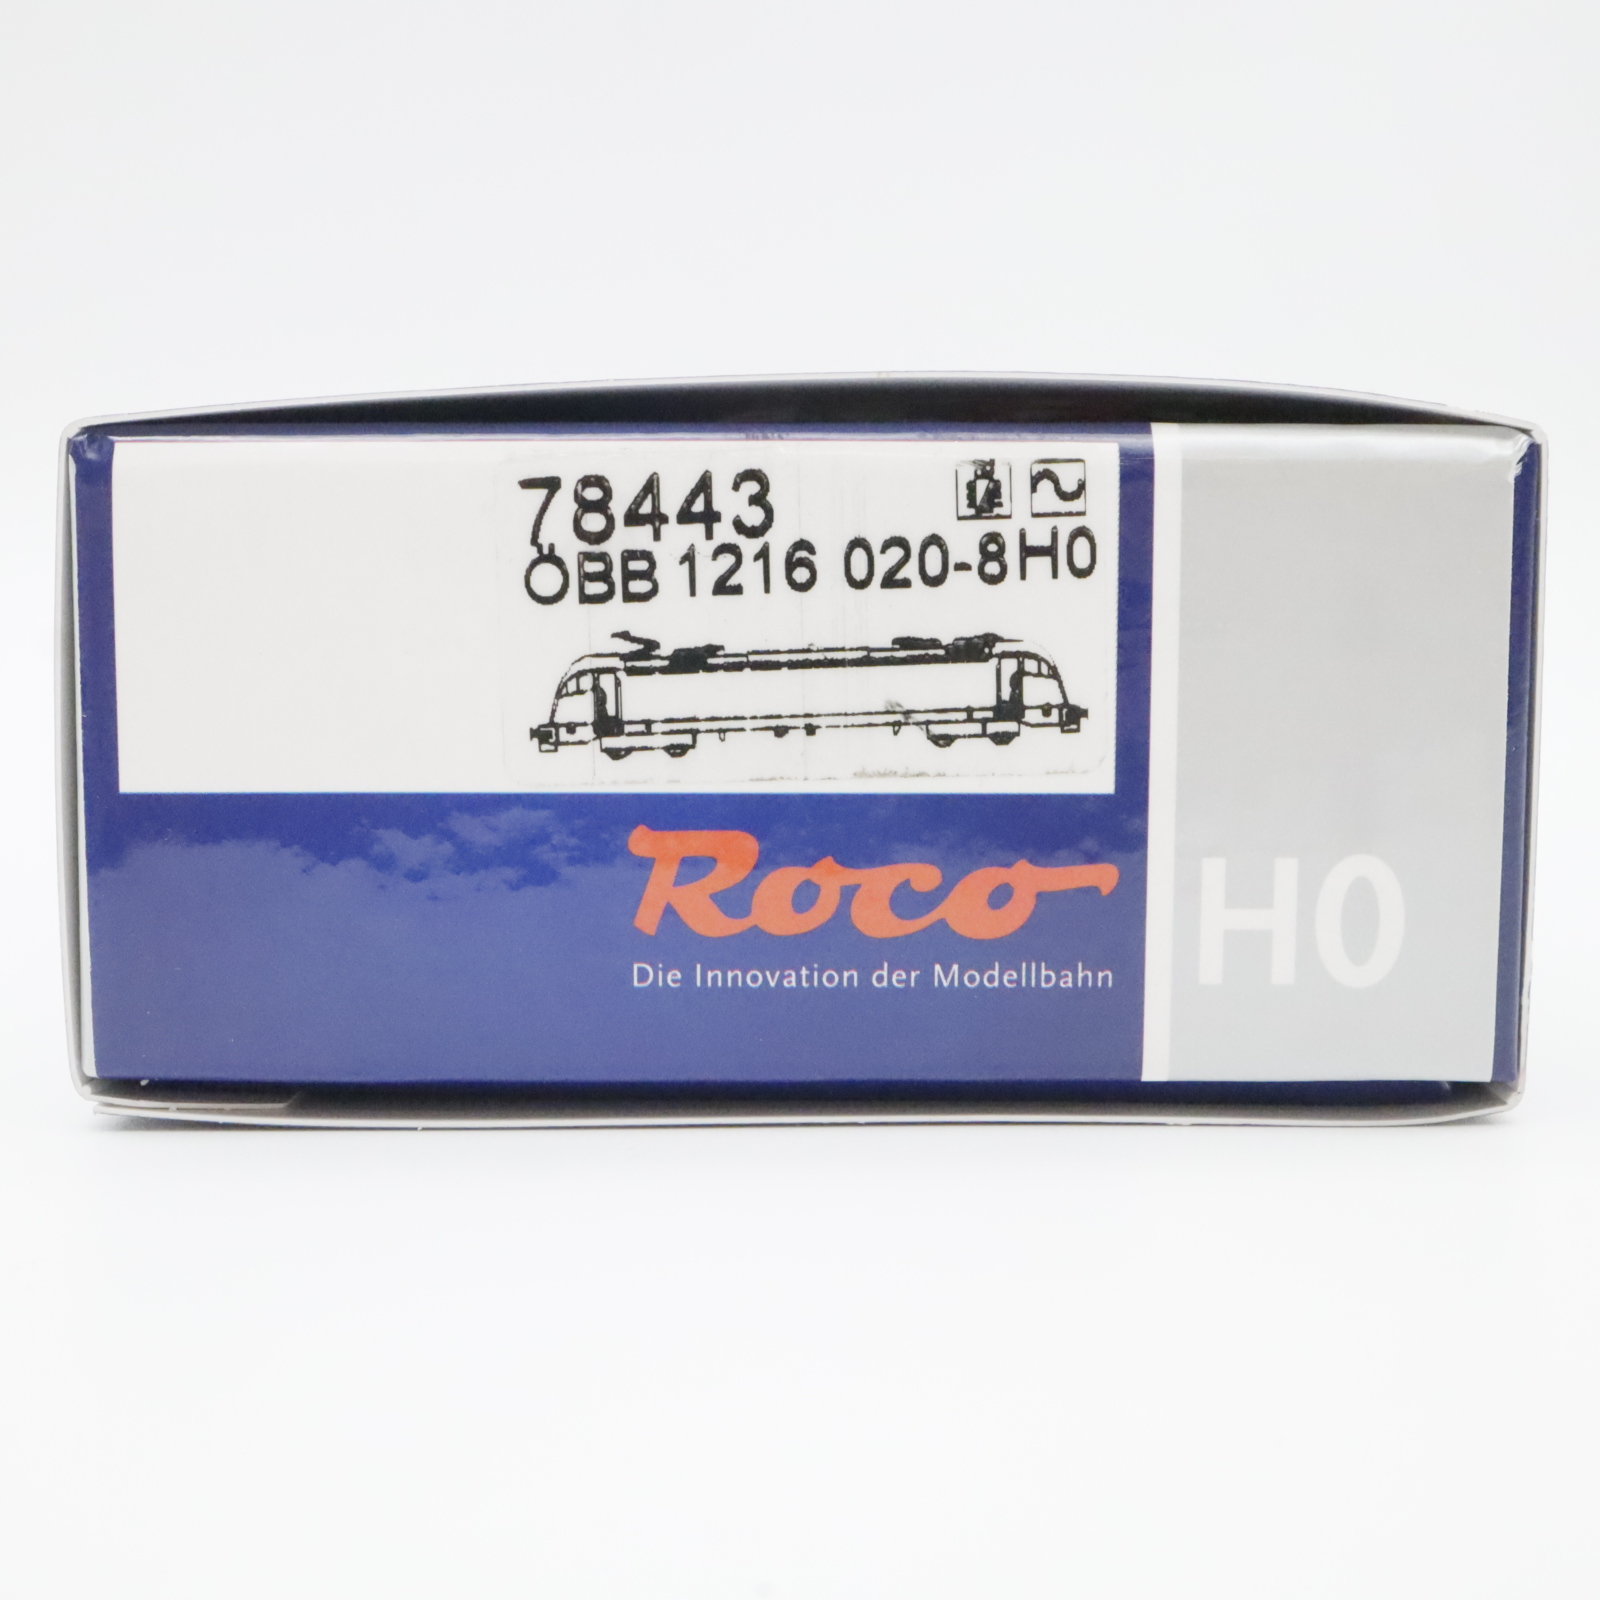 78443
ÖBB 1216 020-8 H0
Roco
Die Innovation der Modellbahn
H0